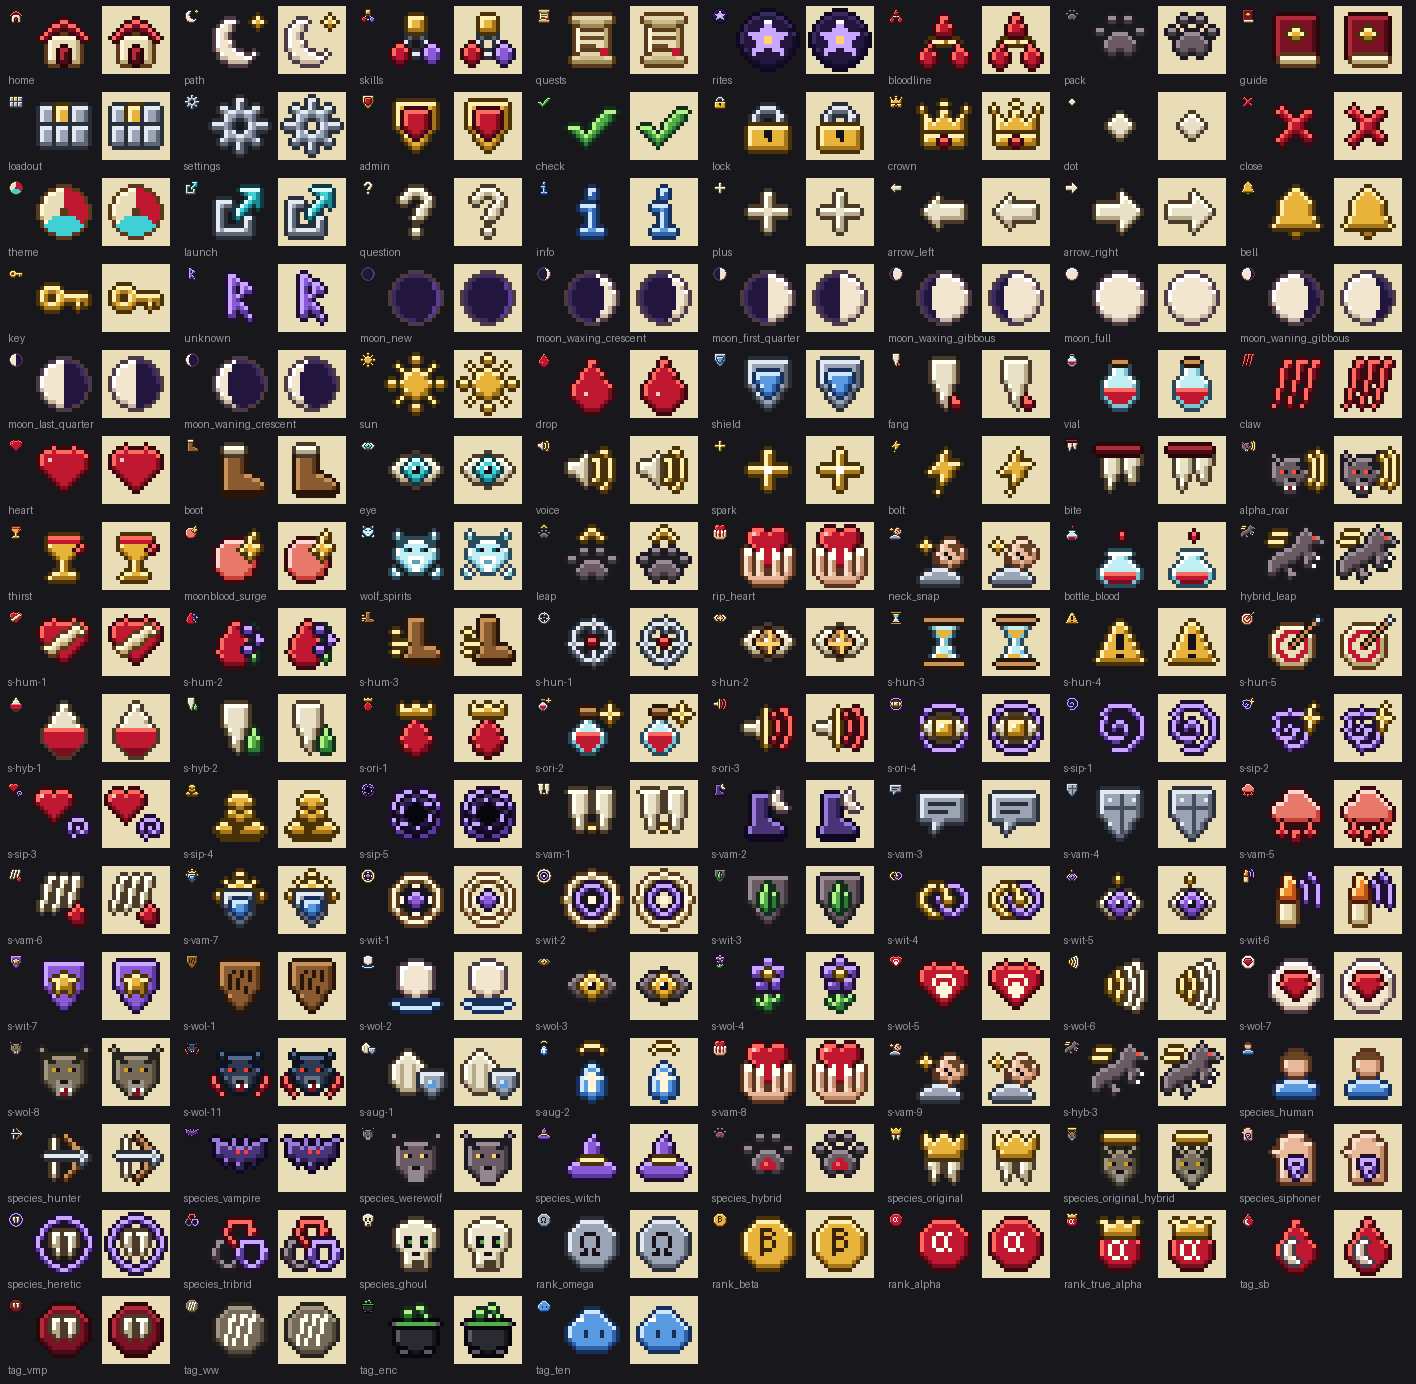 home path skills quests rites bloodline pack guide
loadout settings admin check lock crown dot close
theme launch question info plus arrow_left arrow_right bell
key unknown moon_new moon_waxing_crescent moon_first_quarter moon_waxing_gibbous moon_full moon_waning_gibbous
moon_last_quarter moon_waning_crescent sun drop shield fang vial claw
heart boot eye voice spark bolt bite alpha_roar
thirst moonblood_surge wolf_spirits leap rip_heart neck_snap bottle_blood hybrid_leap
s-hum-1 s-hum-2 s-hum-3 s-hun-1 s-hun-2 s-hun-3 s-hun-4 s-hun-5
s-hyb-1 s-hyb-2 s-ori-1 s-ori-2 s-ori-3 s-ori-4 s-sip-1 s-sip-2
s-sip-3 s-sip-4 s-sip-5 s-vam-1 s-vam-2 s-vam-3 s-vam-4 s-vam-5
s-vam-6 s-vam-7 s-wit-1 s-wit-2 s-wit-3 s-wit-4 s-wit-5 s-wit-6
s-wit-7 s-wol-1 s-wol-2 s-wol-3 s-wol-4 s-wol-5 s-wol-6 s-wol-7
s-wol-8 s-wol-11 s-aug-1 s-aug-2 s-vam-8 s-vam-9 s-hyb-3 species_human
species_hunter species_vampire species_werewolf species_witch species_hybrid species_original species_original_hybrid species_siphoner
Ω Ω β β α α α α
species_heretic species_tribrid species_ghoul rank_omega rank_beta rank_alpha rank_true_alpha tag_sb
tag_vmp tag_ww tag_enc tag_ten